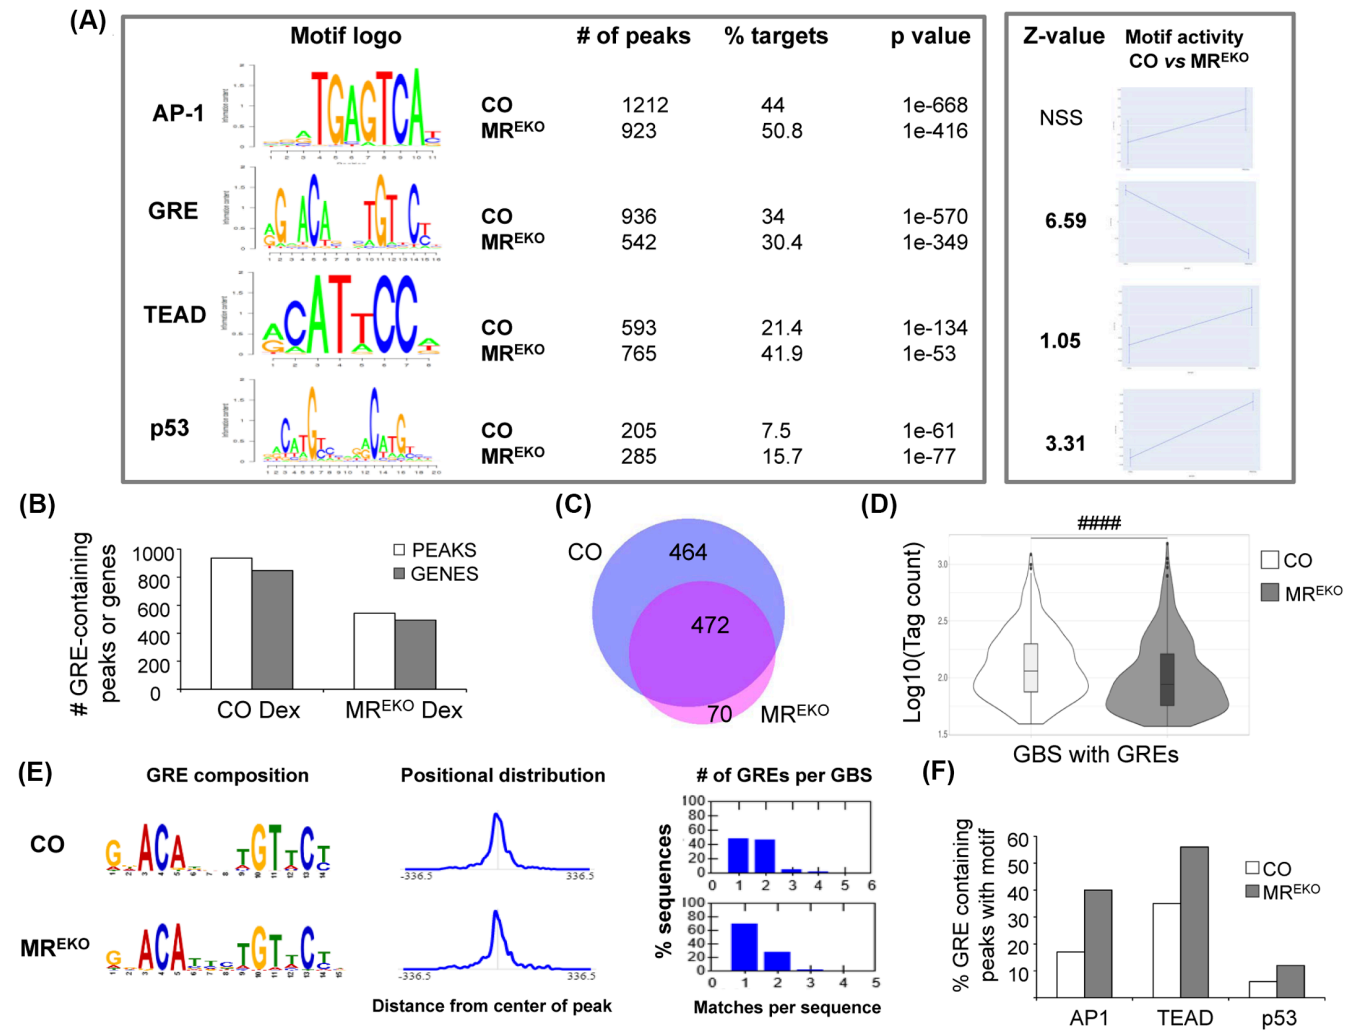 (A)
Motif logo # of peaks % targets p value Z-value Motif activity
CO vs MR^EKO
AP-1
CO 1212 44 1e-668
MR^EKO 923 50.8 1e-416
NSS
GRE
CO 936 34 1e-570
MR^EKO 542 30.4 1e-349
6.59
TEAD
CO 593 21.4 1e-134
MR^EKO 765 41.9 1e-53
1.05
p53
CO 205 7.5 1e-61
MR^EKO 285 15.7 1e-77
3.31
(B)
# GRE-containing
peaks or genes
1000
800
600
400
200
0
PEAKS
GENES
CO Dex MR^EKO Dex
(C)
CO
464
472
70 MR^EKO
(D)
####
Log10(Tag count)
3.0
2.5
2.0
1.5
CO
MR^EKO
GBS with GREs
(E)
GRE composition Positional distribution # of GREs per GBS
CO
-336.5 336.5
% sequences
100
80
60
40
20
0
0 1 2 3 4 5 6
MR^EKO
-336.5 336.5
100
80
60
40
20
0
0 1 2 3 4 5
Distance from center of peak Matches per sequence
(F)
% GRE containing
peaks with motif
60
50
40
30
20
10
CO
MR^EKO
AP1 TEAD p53